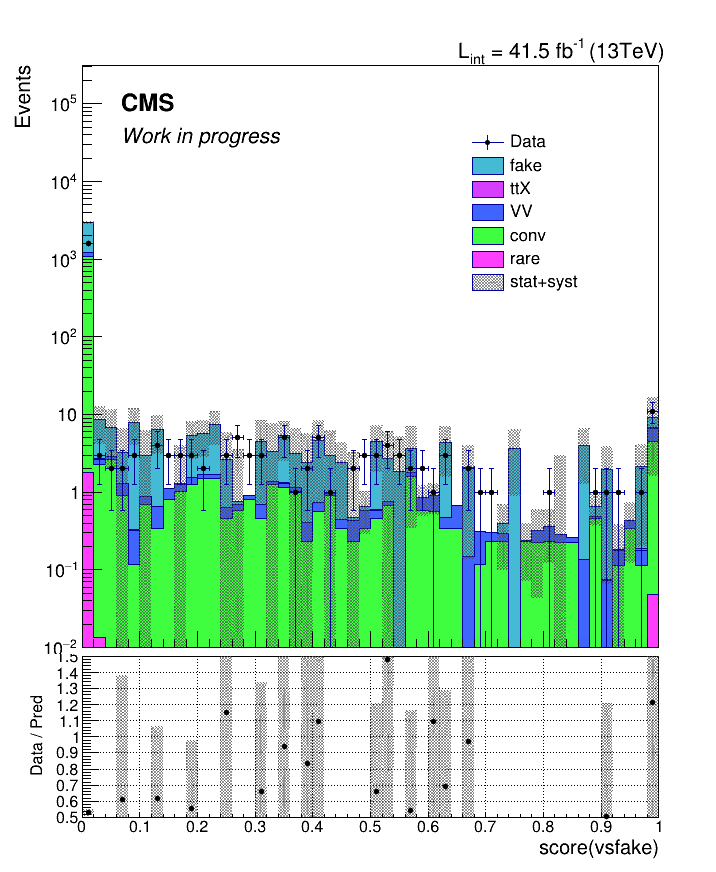 L_int = 41.5 fb^-1 (13TeV)
Events
CMS
Work in progress
Data
fake
ttX
VV
conv
rare
stat+syst
10^5
10^4
10^3
10^2
10
1
10^-1
10^-2
Data / Pred
1.5
1.4
1.3
1.2
1.1
1
0.9
0.8
0.7
0.6
0.5
0 0.1 0.2 0.3 0.4 0.5 0.6 0.7 0.8 0.9 1
score(vsfake)